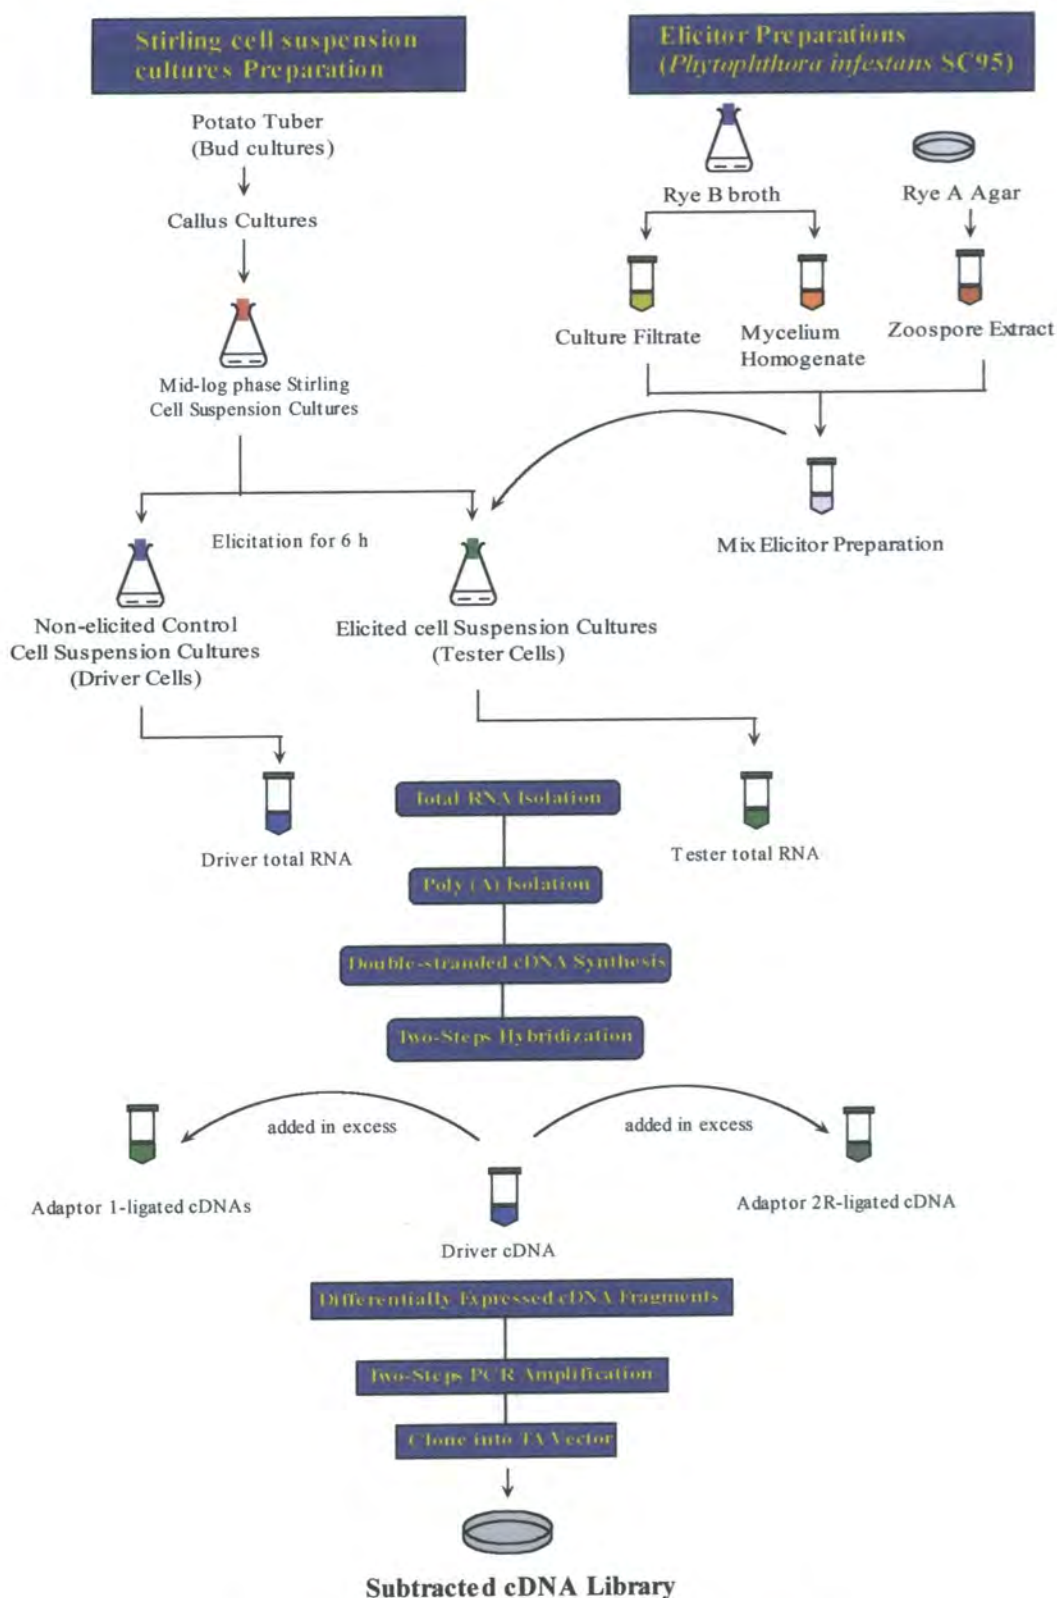 Stirling cell suspension
cultures Preparation
Elicitor Preparations
(Phytophthora infestans SC95)
Potato Tuber
(Bud cultures)
Callus Cultures
Mid-log phase Stirling
Cell Suspension Cultures
Rye B broth
Rye A Agar
Culture Filtrate
Mycelium
Homogenate
Zoospore Extract
Mix Elicitor Preparation
Elicitation for 6 h
Non-elicited Control
Cell Suspension Cultures
(Driver Cells)
Elicited cell Suspension Cultures
(Tester Cells)
Driver total RNA
Tester total RNA
Total RNA Isolation
Poly (A) Isolation
Double-stranded cDNA Synthesis
Two-Steps Hybridization
added in excess
added in excess
Adaptor 1-ligated cDNAs
Driver cDNA
Adaptor 2R-ligated cDNA
Differentially Expressed cDNA Fragments
Two-Steps PCR Amplification
Clone into TA Vector
Subtracted cDNA Library